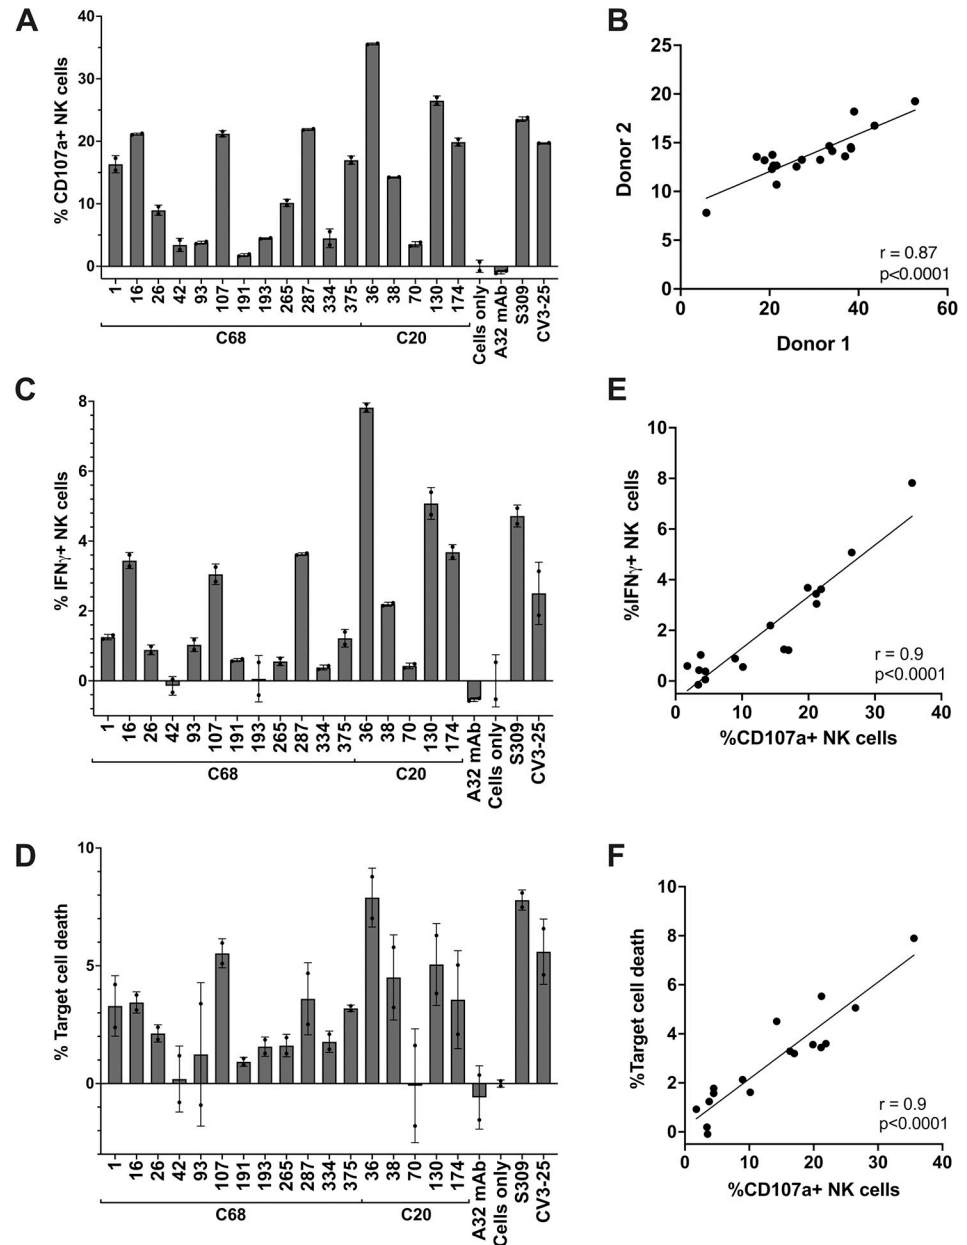 A
% CD107a+ NK cells
40
30
20
10
0
1
16
26
42
93
107
191
193
265
287
334
375
36
38
70
130
174
Cells only
A32 mAb
S309
CV3-25
C68
C20
B
Donor 2
25
20
15
10
5
0
r = 0.87
p<0.0001
0
20
40
60
Donor 1
C
% IFNγ+ NK cells
8
6
4
2
0
1
16
26
42
93
107
191
193
265
287
334
375
36
38
70
130
174
A32 mAb
Cells only
S309
CV3-25
C68
C20
E
%IFNγ+ NK cells
10
8
6
4
2
0
r = 0.9
p<0.0001
0
10
20
30
40
%CD107a+ NK cells
D
% Target cell death
10
5
0
1
16
26
42
93
107
191
193
265
287
334
375
36
38
70
130
174
A32 mAb
Cells only
S309
CV3-25
C68
C20
F
%Target cell death
10
8
6
4
2
0
r = 0.9
p<0.0001
0
10
20
30
40
%CD107a+ NK cells